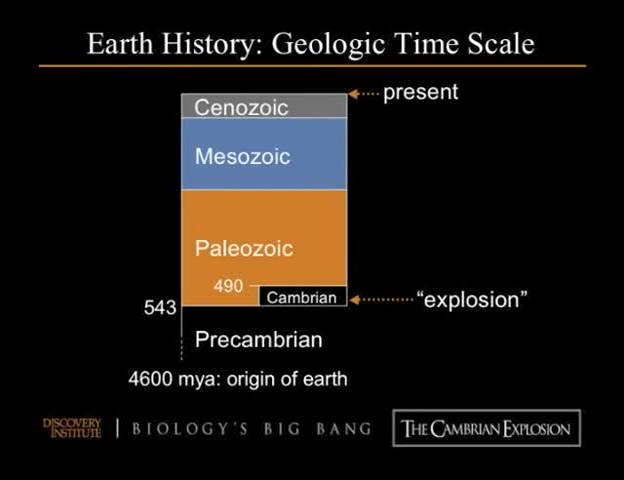 Earth History: Geologic Time Scale
present
Cenozoic
Mesozoic
Paleozoic
490
Cambrian
“explosion”
543
Precambrian
4600 mya: origin of earth
DISCOVERY
INSTITUTE
BIOLOGY'S BIG BANG
THE CAMBRIAN EXPLOSION